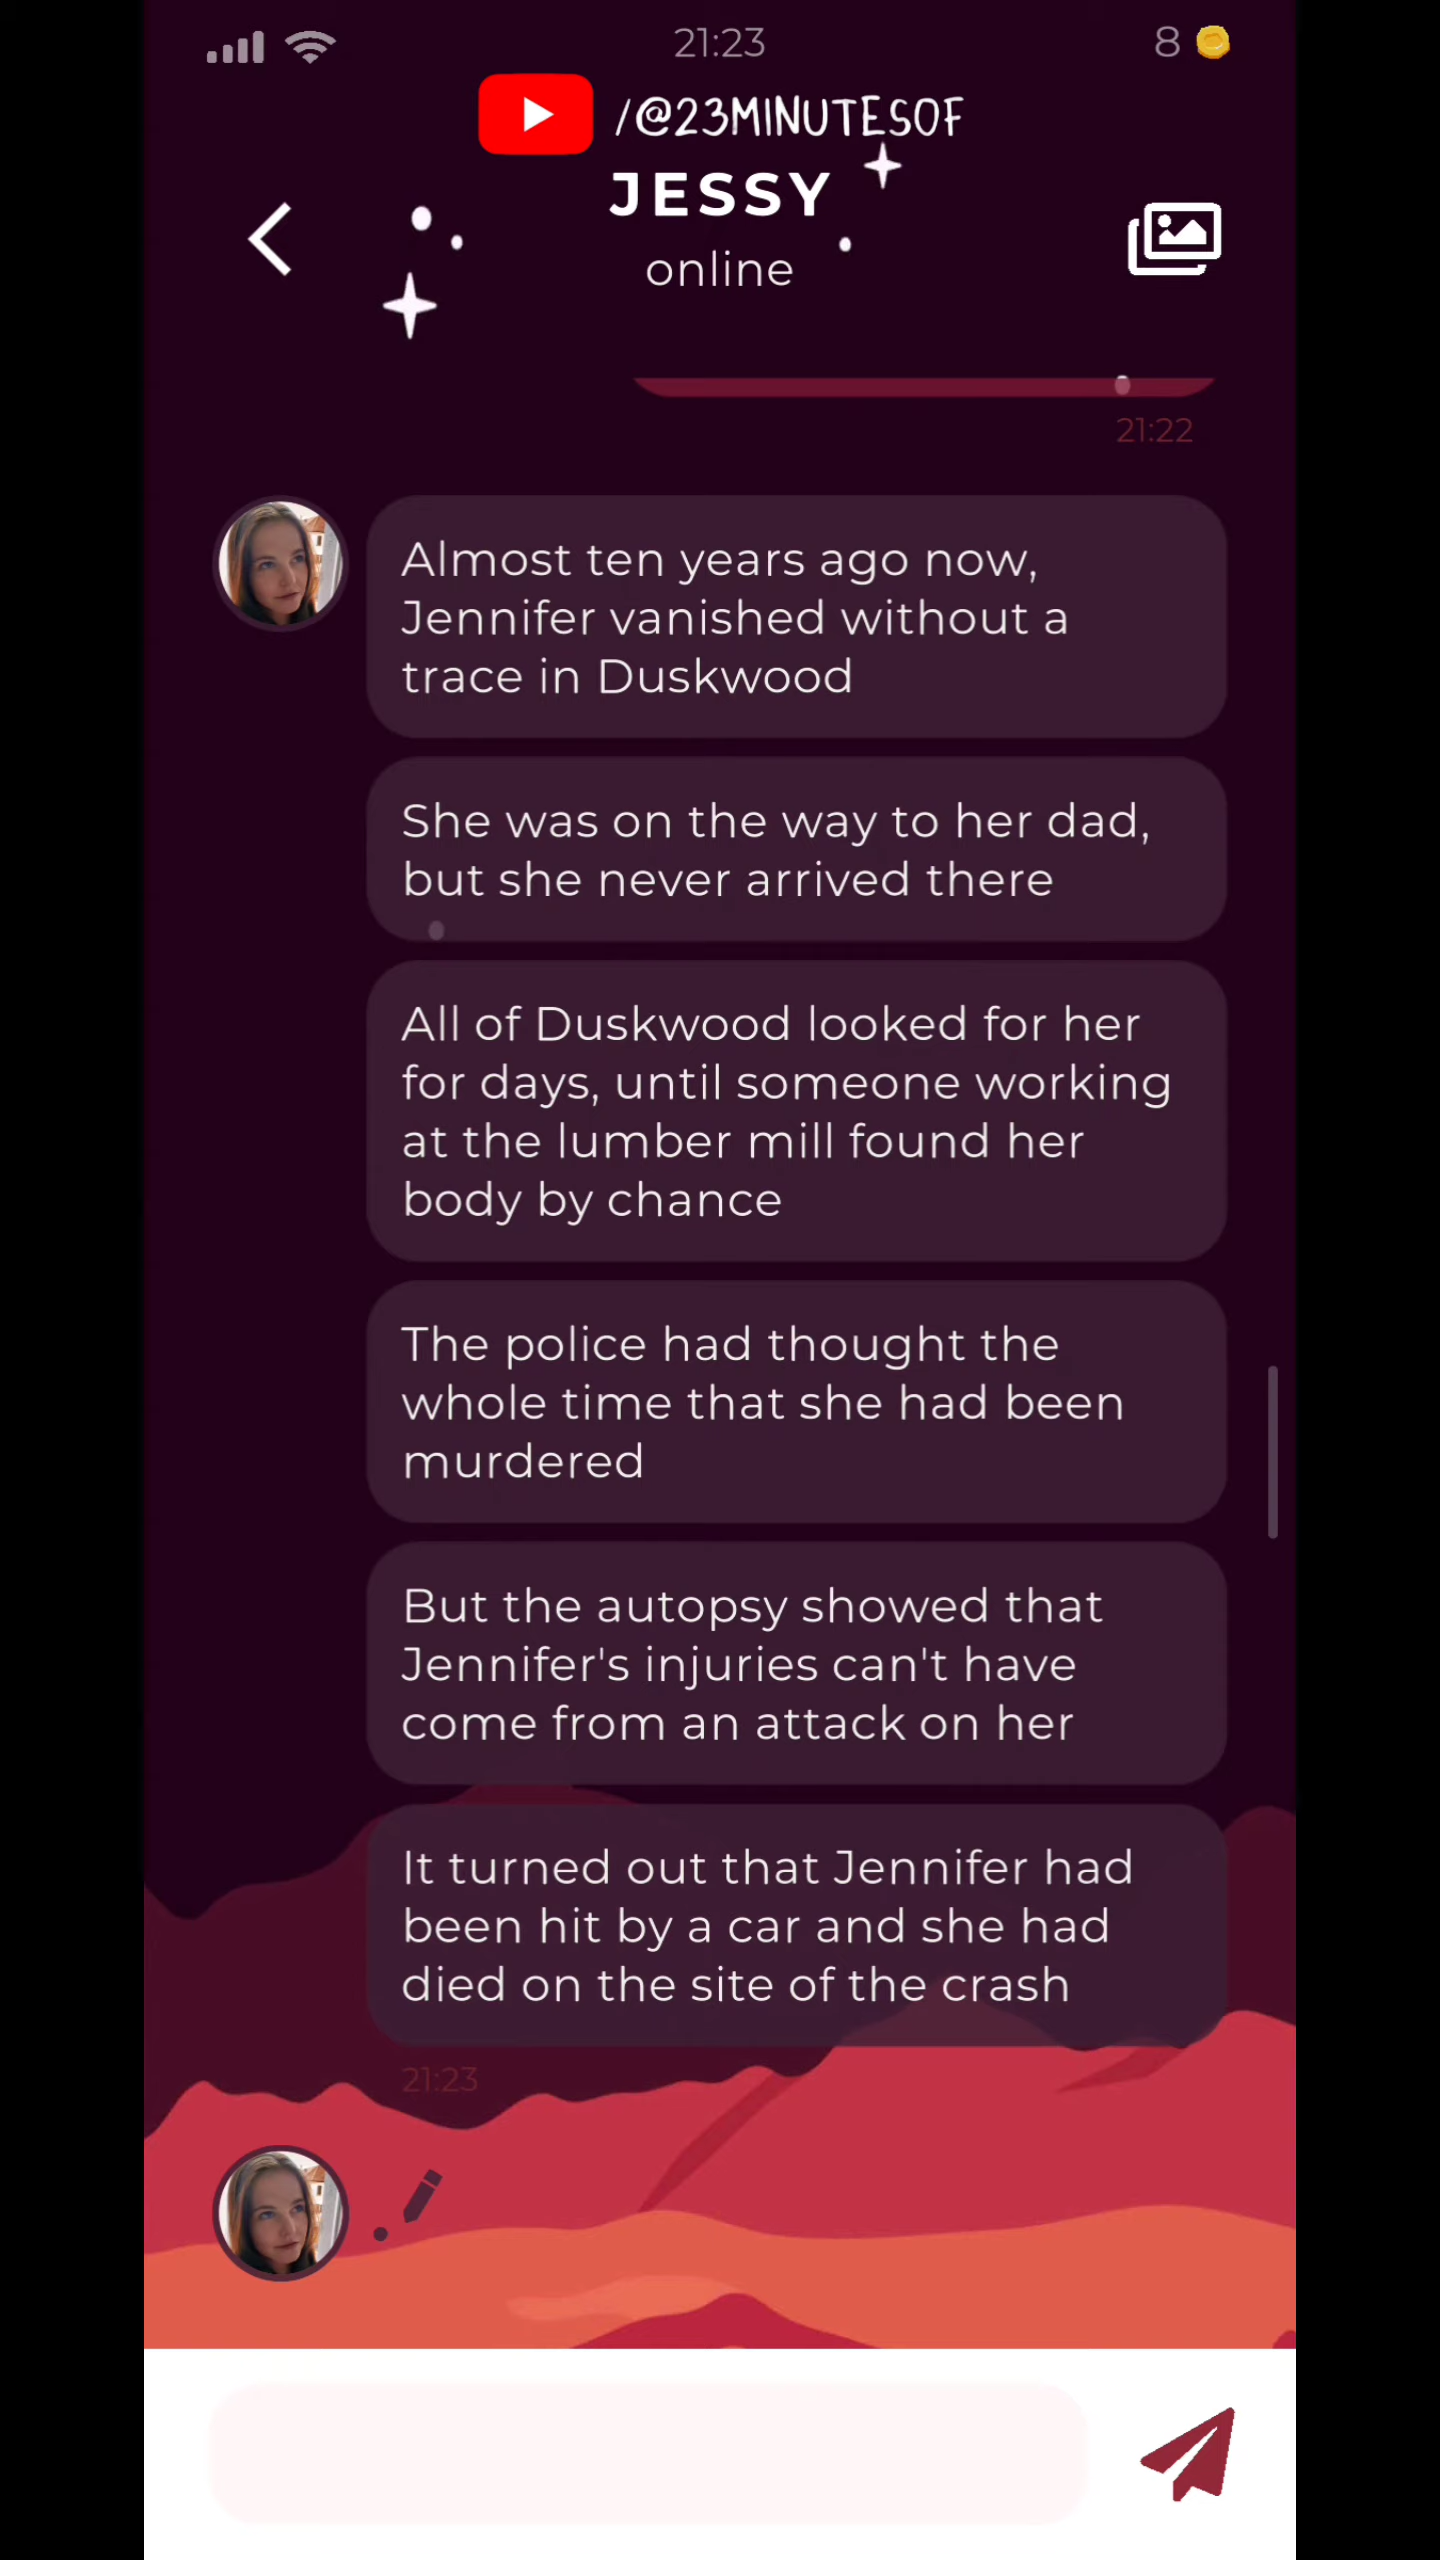 21:23
8
/@23MINUTESOF
JESSY
online
21:22
Almost ten years ago now,
Jennifer vanished without a
trace in Duskwood
She was on the way to her dad,
but she never arrived there
All of Duskwood looked for her
for days, until someone working
at the lumber mill found her
body by chance
The police had thought the
whole time that she had been
murdered
But the autopsy showed that
Jennifer's injuries can't have
come from an attack on her
It turned out that Jennifer had
been hit by a car and she had
died on the site of the crash
21:23